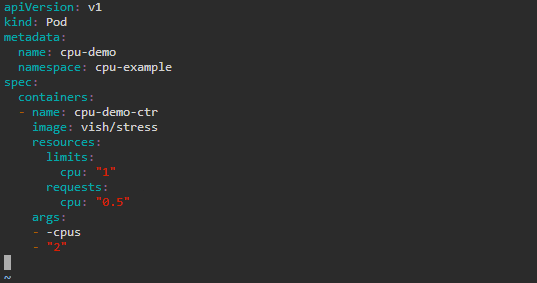 apiVersion: v1
kind: Pod
metadata:
  name: cpu-demo
  namespace: cpu-example
spec:
  containers:
  - name: cpu-demo-ctr
    image: vish/stress
    resources:
      limits:
        cpu: "1"
      requests:
        cpu: "0.5"
    args:
    - -cpus
    - "2"
~